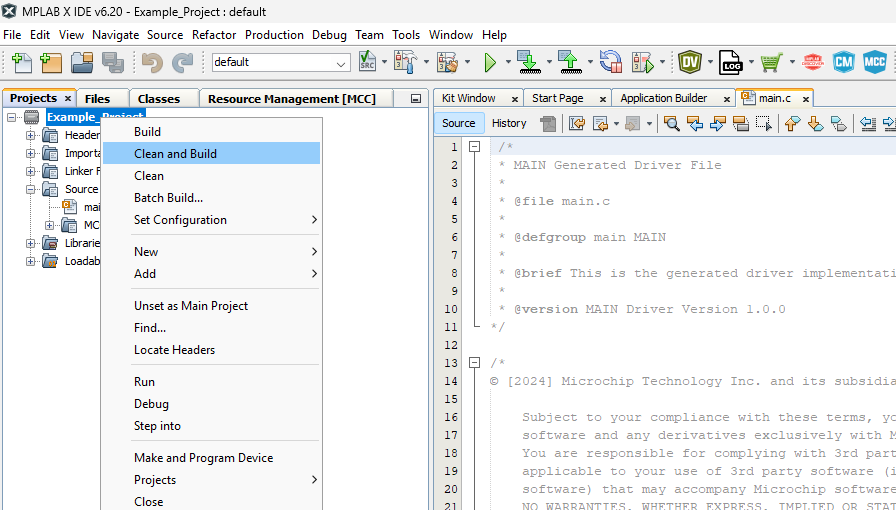 MPLAB X IDE v6.20 - Example_Project : default
File Edit View Navigate Source Refactor Production Debug Team Tools Window Help
default
SRC
DV
LOG
CM
MCC
Projects × Files Classes Resource Management [MCC]
Kit Window × Start Page × Application Builder × main.c ×
Example_Project
Header
Importa
Linker F
Source
mai
MC
Librarie
Loadab
Build
Clean and Build
Clean
Batch Build...
Set Configuration
New
Add
Unset as Main Project
Find...
Locate Headers
Run
Debug
Step into
Make and Program Device
Projects
Close
Source History
1 /*
2 * MAIN Generated Driver File
3 *
4 * @file main.c
5 *
6 * @defgroup main MAIN
7 *
8 * @brief This is the generated driver implementati
9 *
10 * @version MAIN Driver Version 1.0.0
11 */
12
13 /*
14 © [2024] Microchip Technology Inc. and its subsidia
15
16 Subject to your compliance with these terms, yo
17 software and any derivatives exclusively with M
18 You are responsible for complying with 3rd part
19 applicable to your use of 3rd party software (i
20 software) that may accompany Microchip software
21 NO WARRANTIES, WHETHER EXPRESS, IMPLIED OR STAT